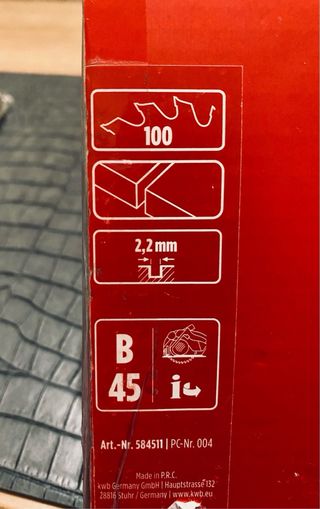 100
2,2 mm
B
45
i
Art.-Nr. 584511 | PC-Nr. 004
Made in P.R.C.
kwb Germany GmbH | Hauptstrasse 132
28816 Stuhr / Germany | www.kwb.eu